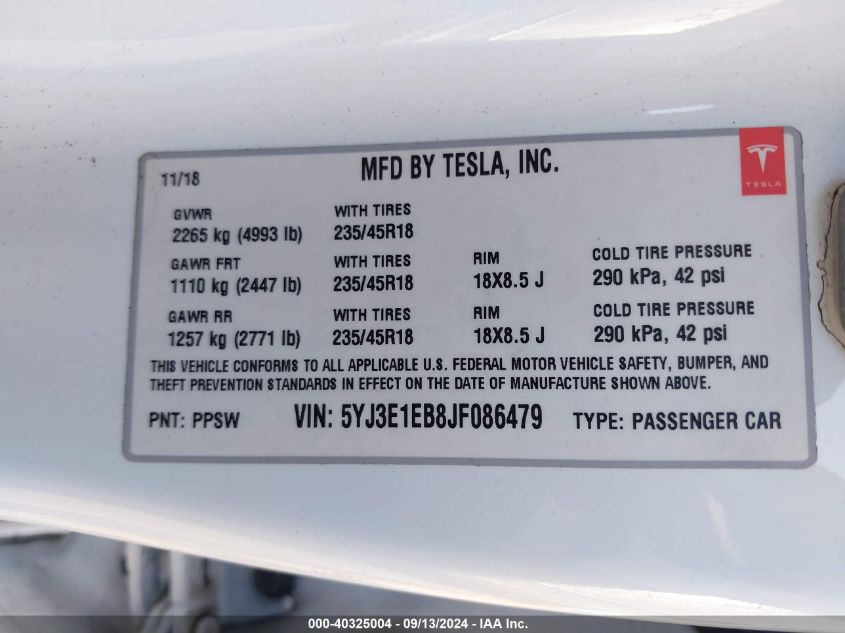 11/18
MFD BY TESLA, INC.
TESLA
GVWR WITH TIRES
2265 kg (4993 lb) 235/45R18
GAWR FRT WITH TIRES RIM COLD TIRE PRESSURE
1110 kg (2447 lb) 235/45R18 18X8.5 J 290 kPa, 42 psi
GAWR RR WITH TIRES RIM COLD TIRE PRESSURE
1257 kg (2771 lb) 235/45R18 18X8.5 J 290 kPa, 42 psi
THIS VEHICLE CONFORMS TO ALL APPLICABLE U.S. FEDERAL MOTOR VEHICLE SAFETY, BUMPER, AND
THEFT PREVENTION STANDARDS IN EFFECT ON THE DATE OF MANUFACTURE SHOWN ABOVE.
PNT: PPSW VIN: 5YJ3E1EB8JF086479 TYPE: PASSENGER CAR
000-40325004 - 09/13/2024 - IAA Inc.